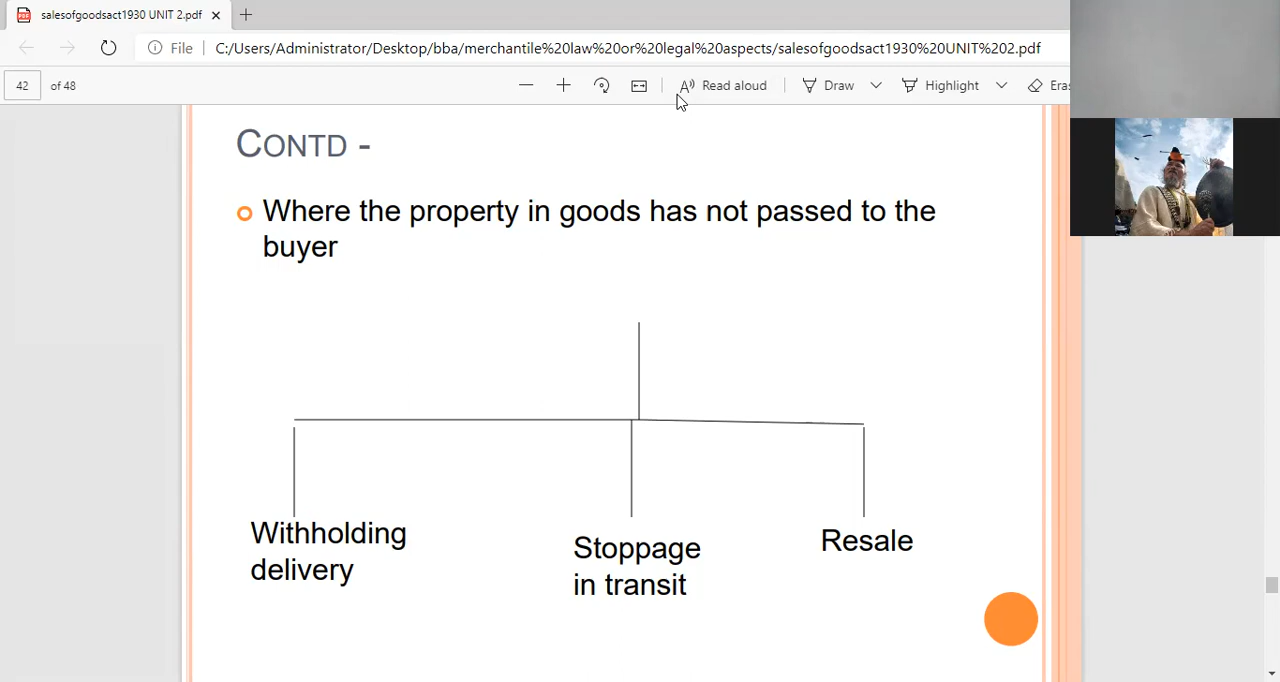 salesofgoodsact1930 UNIT 2.pdf
File
C:/Users/Administrator/Desktop/bba/merchantile%20law%20or%20legal%20aspects/salesofgoodsact1930%20UNIT%202.pdf
42 of 48
Read aloud
Draw
Highlight
Eras
CONTD -
Where the property in goods has not passed to the
buyer
Withholding
delivery
Stoppage
in transit
Resale